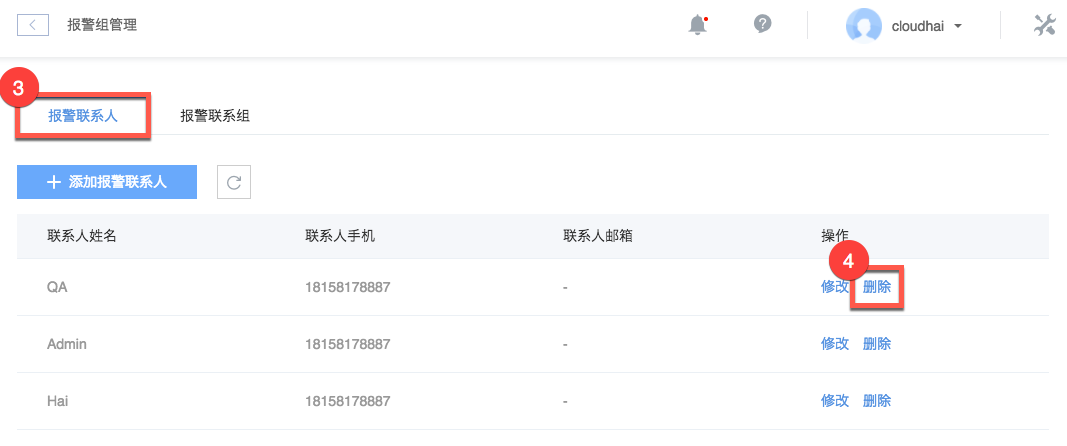 报警组管理
cloudhai
3
报警联系人
报警联系组
添加报警联系人
联系人姓名 联系人手机 联系人邮箱 操作
4
QA 18158178887 - 修改 删除
Admin 18158178887 - 修改 删除
Hai 18158178887 - 修改 删除